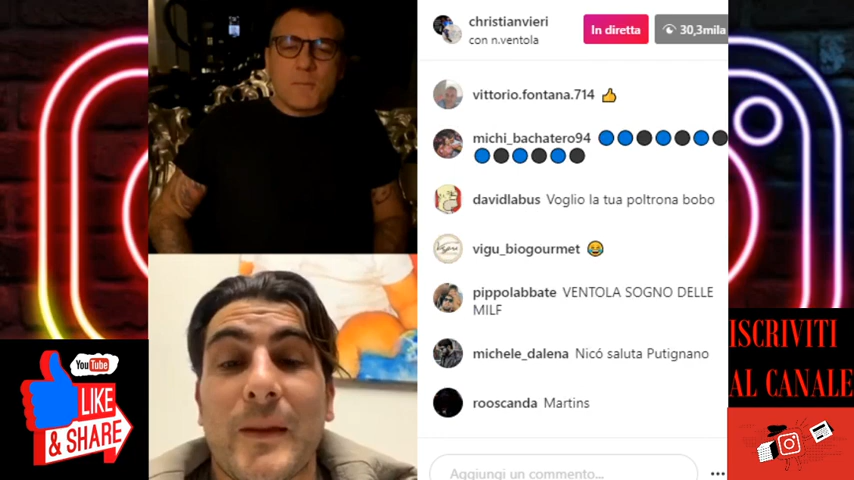 christianvieri
con n.ventola
In diretta
30,3mila
vittorio.fontana.714 👍
michi_bachatero94 🔵🔵⚫🔵⚫🔵⚫
🔵⚫🔵⚫🔵⚫
davidlabus Voglio la tua poltrona bobo
vigu_biogourmet 😂
pippolabbate VENTOLA SOGNO DELLE
MILF
michele_dalena Nicó saluta Putignano
rooscanda Martins
Aggiungi un commento...
YouTube
LIKE
& SHARE
ISCRIVITI
AL CANALE